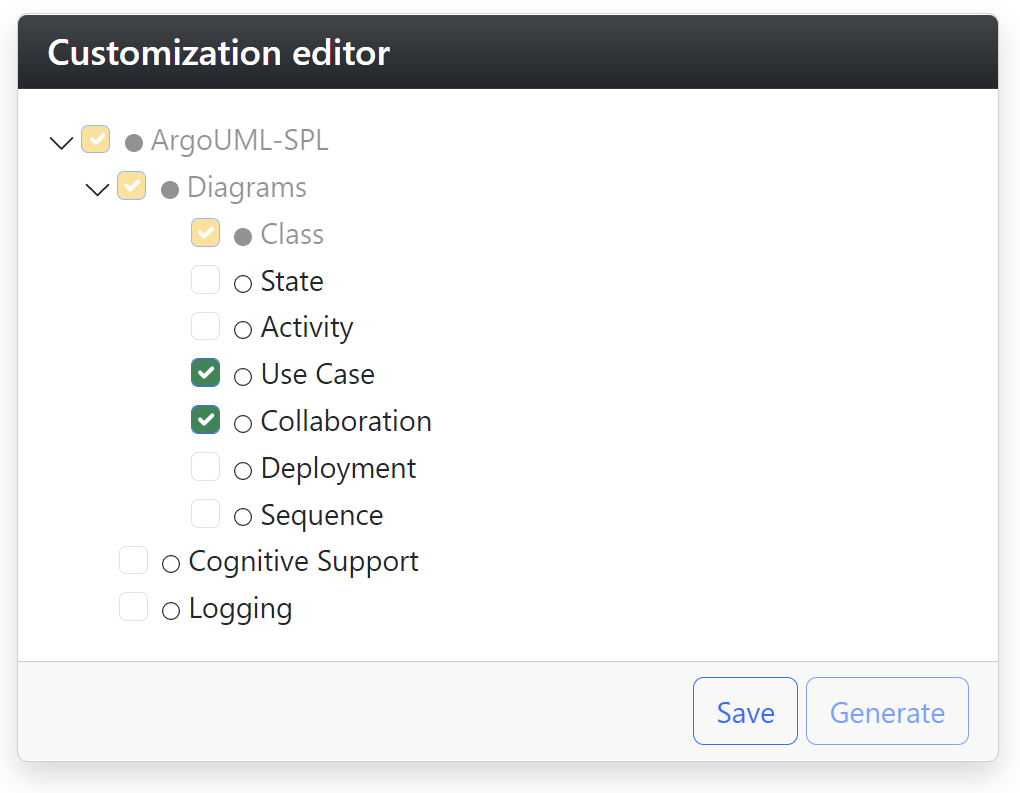 Customization editor
ArgoUML-SPL
Diagrams
Class
State
Activity
Use Case
Collaboration
Deployment
Sequence
Cognitive Support
Logging
Save Generate